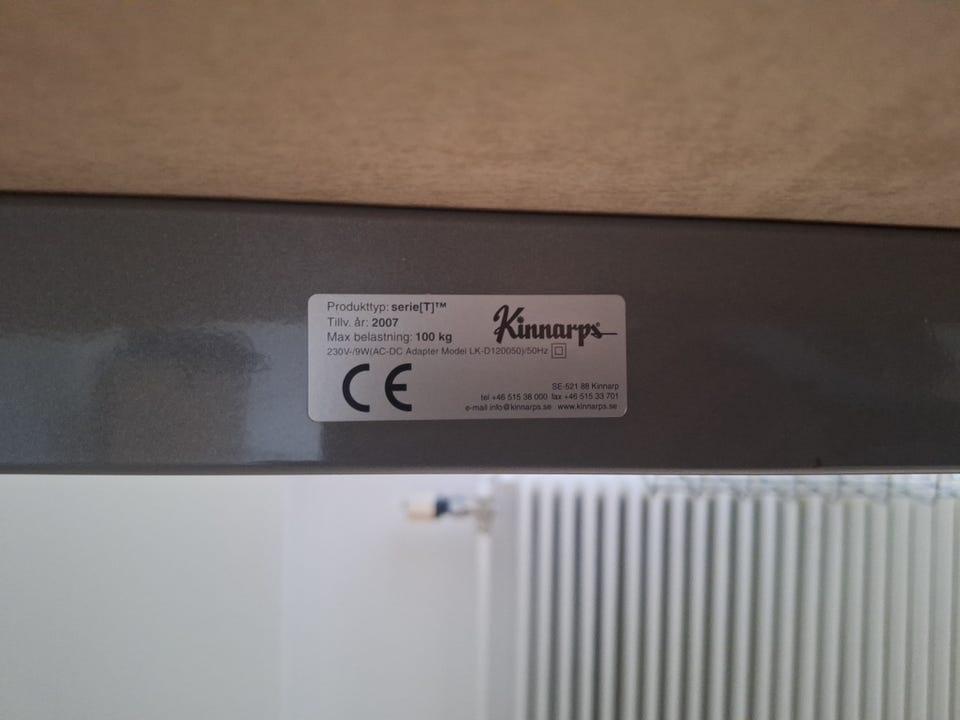 Produkttyp: serie[T]™
Tillv. år: 2007
Max belastning: 100 kg
230V-/9W(AC-DC Adapter Model LK-D120050)/50Hz
Kinnarps
CE
SE-521 88 Kinnarp
tel +46 515 38 000 fax +46 515 33 701
e-mail info@kinnarps.se www.kinnarps.se